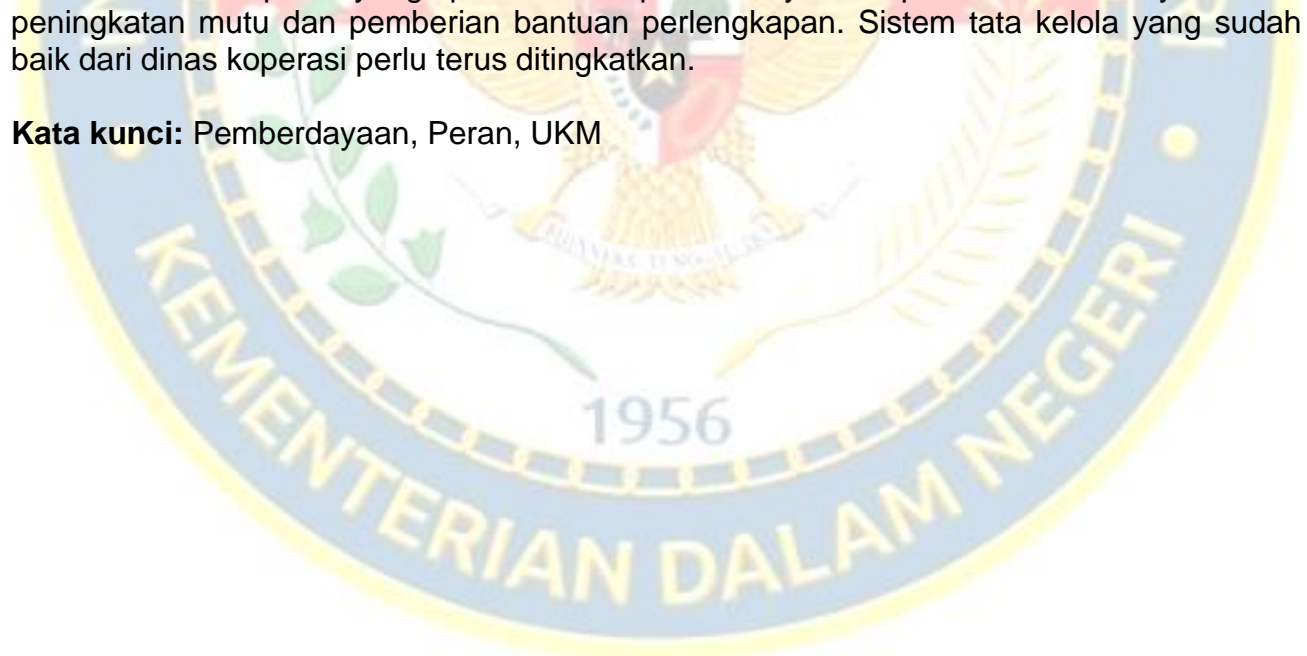 peningkatan mutu dan pemberian bantuan perlengkapan. Sistem tata kelola yang sudah
baik dari dinas koperasi perlu terus ditingkatkan.
Kata kunci: Pemberdayaan, Peran, UKM
1956
KEMENTERIAN DALAM NEGERI